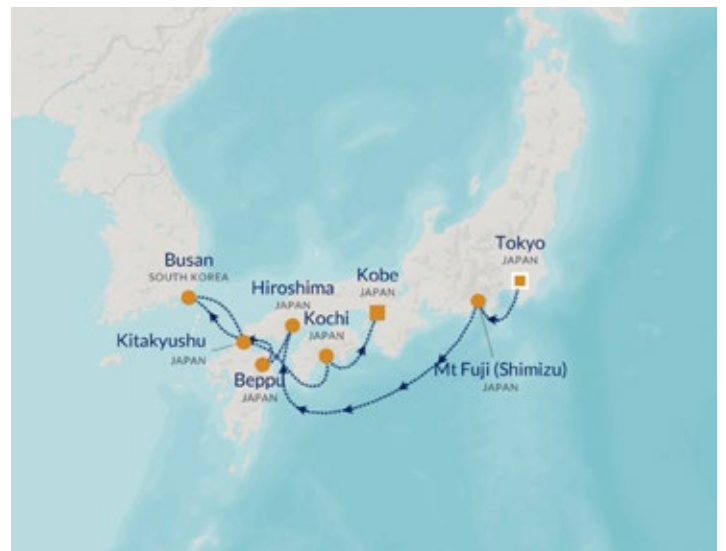 Tokyo
JAPAN
Busan
SOUTH KOREA
Kobe
JAPAN
Hiroshima
JAPAN
Kochi
JAPAN
Kitakyushu
JAPAN
Mt Fuji (Shimizu)
JAPAN
Beppu
JAPAN